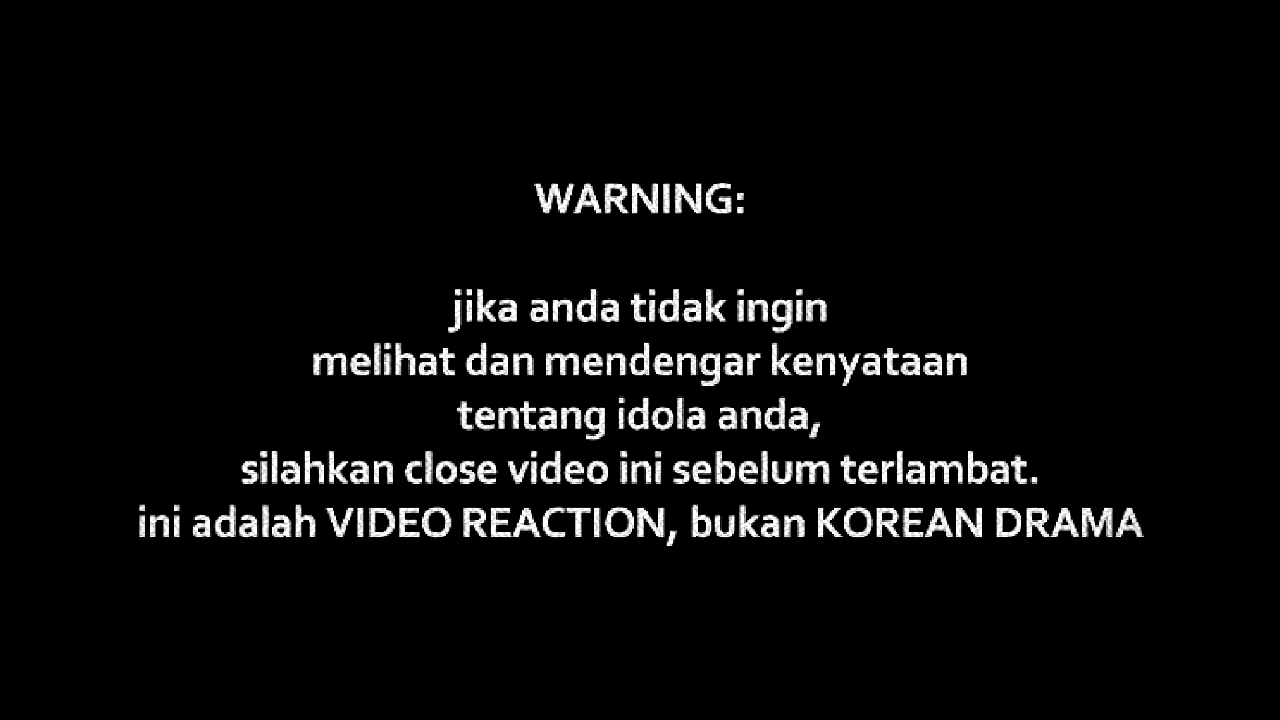 WARNING:
jika anda tidak ingin
melihat dan mendengar kenyataan
tentang idola anda,
silahkan close video ini sebelum terlambat.
ini adalah VIDEO REACTION, bukan KOREAN DRAMA